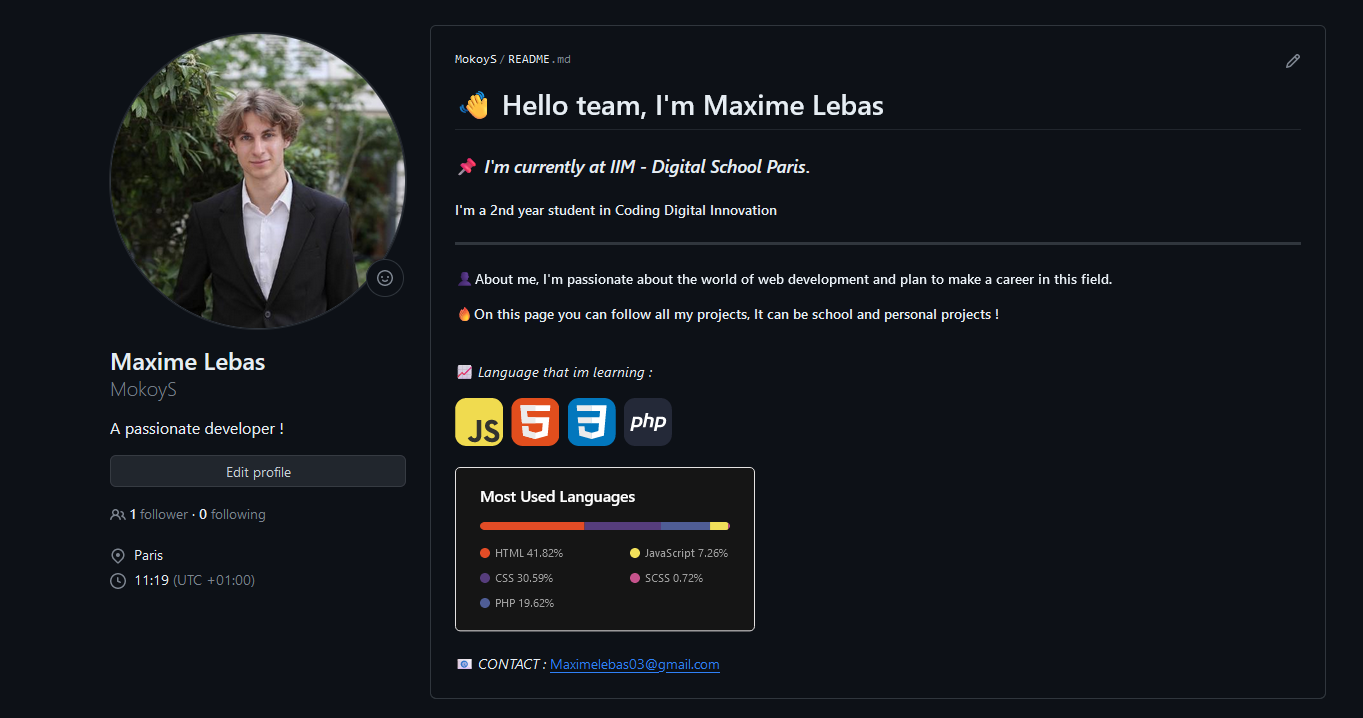 Maxime Lebas
MokoyS
A passionate developer !
Edit profile
1 follower · 0 following
Paris
11:19 (UTC +01:00)
MokoyS / README.md
👋 Hello team, I'm Maxime Lebas
📌 I'm currently at IIM - Digital School Paris.
I'm a 2nd year student in Coding Digital Innovation
👤About me, I'm passionate about the world of web development and plan to make a career in this field.
🔥On this page you can follow all my projects, It can be school and personal projects !
📈 Language that im learning :
JS 5 3 php
Most Used Languages
HTML 41.82% JavaScript 7.26%
CSS 30.59% SCSS 0.72%
PHP 19.62%
📧 CONTACT : Maximelebas03@gmail.com